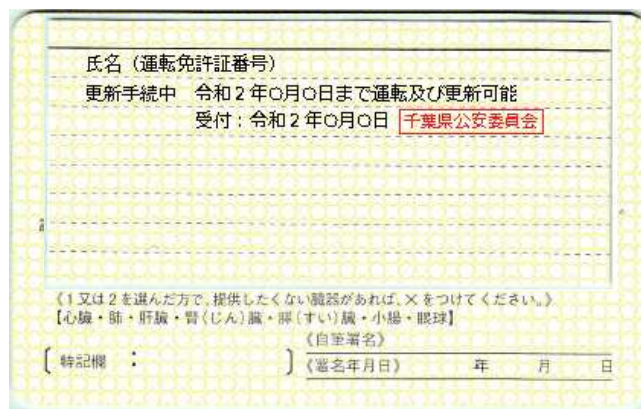 氏名（運転免許証番号）
更新手続中　令和２年〇月〇日まで運転及び更新可能
受付：令和２年〇月〇日 千葉県公安委員会
《1又は2を選んだ方で、提供したくない臓器があれば、×をつけてください。》
【心臓・肺・肝臓・腎（じん）臓・膵（すい）臓・小腸・眼球】
《自筆署名》
〔特記欄：　　　〕
《署名年月日》　　年　　月　　日